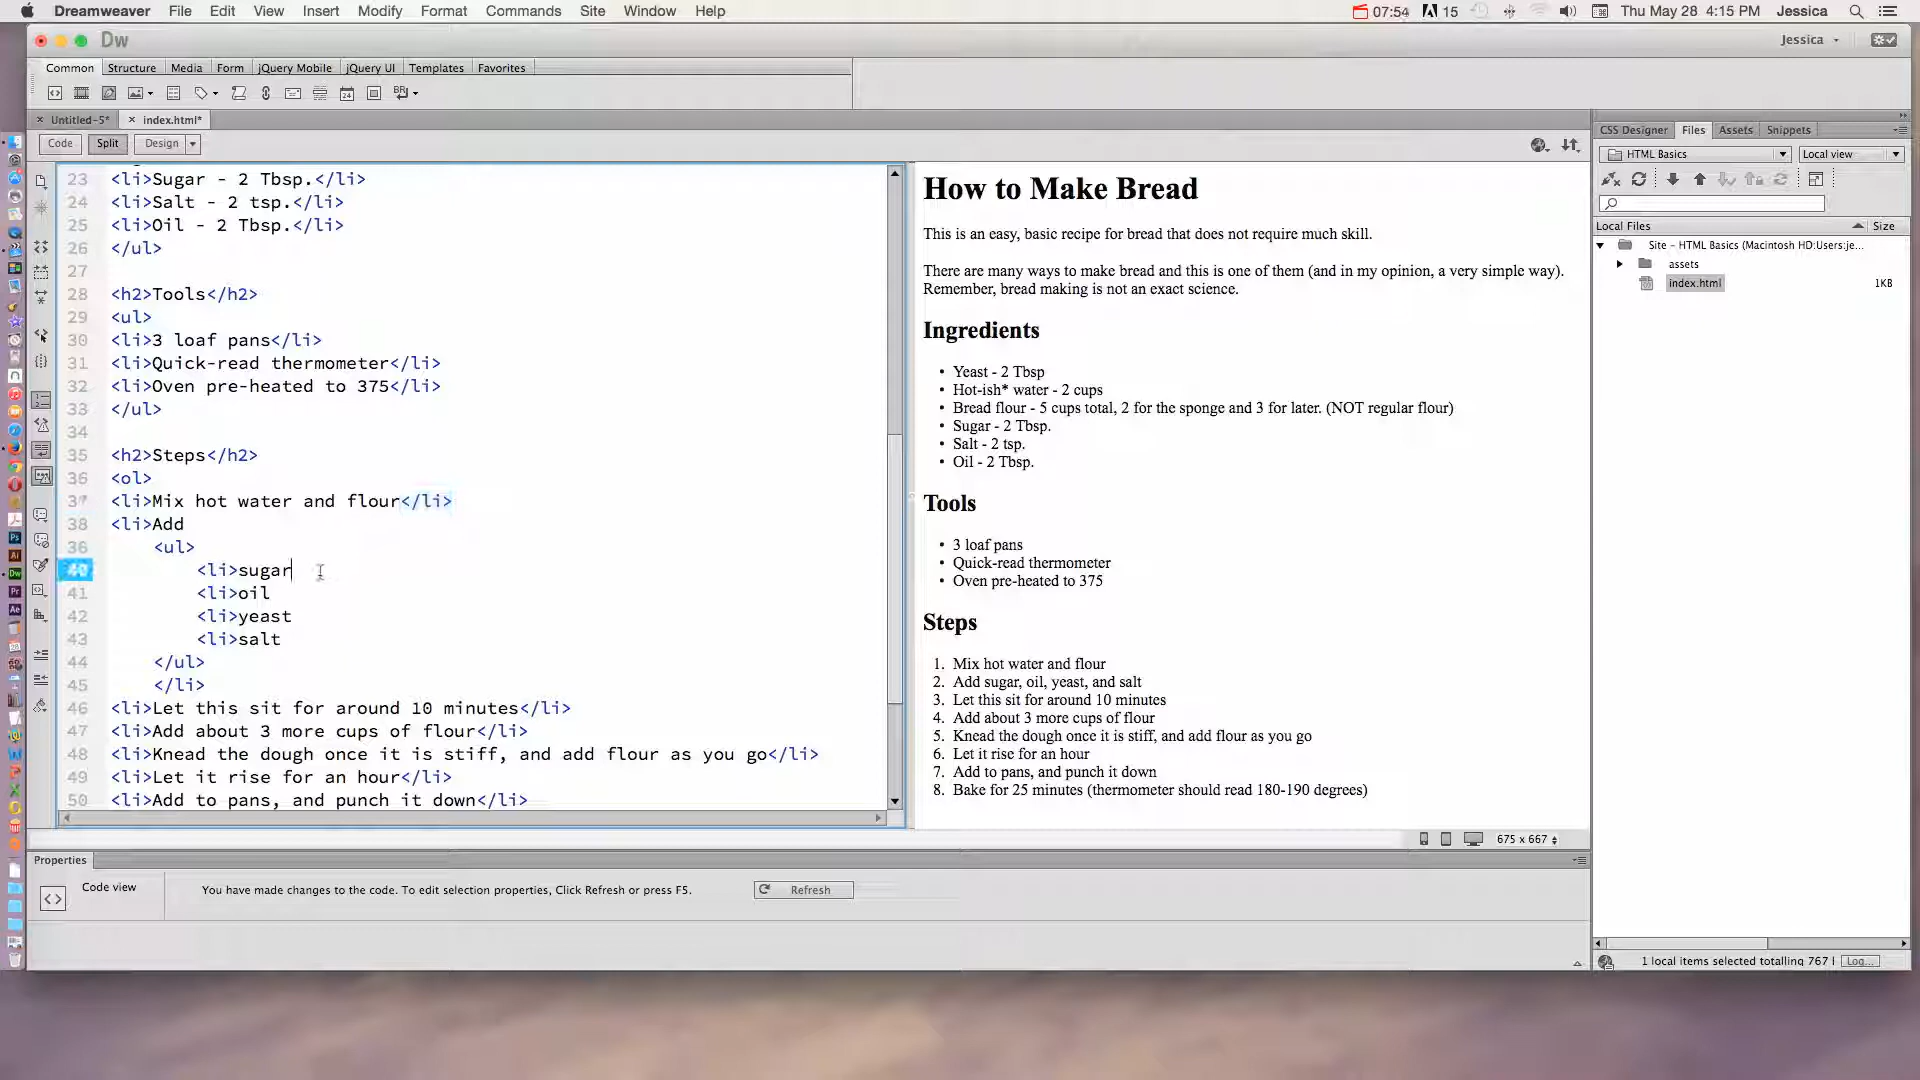 Dreamweaver File Edit View Insert Modify Format Commands Site Window Help 07:54 15 Thu May 28 4:15 PM Jessica
Dw Jessica
Common Structure Media Form jQuery Mobile jQuery UI Templates Favorites
Untitled-5* index.html*
Code Split Design
23 <li>Sugar - 2 Tbsp.</li>
24 <li>Salt - 2 tsp.</li>
25 <li>Oil - 2 Tbsp.</li>
26 </ul>
27
28 <h2>Tools</h2>
29 <ul>
30 <li>3 loaf pans</li>
31 <li>Quick-read thermometer</li>
32 <li>Oven pre-heated to 375</li>
33 </ul>
34
35 <h2>Steps</h2>
36 <ol>
37 <li>Mix hot water and flour</li>
38 <li>Add
<ul>
40 <li>sugar
41 <li>oil
42 <li>yeast
43 <li>salt
44 </ul>
45 </li>
46 <li>Let this sit for around 10 minutes</li>
47 <li>Add about 3 more cups of flour</li>
48 <li>Knead the dough once it is stiff, and add flour as you go</li>
49 <li>Let it rise for an hour</li>
50 <li>Add to pans, and punch it down</li>
How to Make Bread
This is an easy, basic recipe for bread that does not require much skill.
There are many ways to make bread and this is one of them (and in my opinion, a very simple way).
Remember, bread making is not an exact science.
Ingredients
• Yeast - 2 Tbsp
• Hot-ish* water - 2 cups
• Bread flour - 5 cups total, 2 for the sponge and 3 for later. (NOT regular flour)
• Sugar - 2 Tbsp.
• Salt - 2 tsp.
• Oil - 2 Tbsp.
Tools
• 3 loaf pans
• Quick-read thermometer
• Oven pre-heated to 375
Steps
1. Mix hot water and flour
2. Add sugar, oil, yeast, and salt
3. Let this sit for around 10 minutes
4. Add about 3 more cups of flour
5. Knead the dough once it is stiff, and add flour as you go
6. Let it rise for an hour
7. Add to pans, and punch it down
8. Bake for 25 minutes (thermometer should read 180-190 degrees)
675 x 667
CSS Designer Files Assets Snippets
HTML Basics Local view
Local Files Size
Site - HTML Basics (Macintosh HD:Users:je...
assets
index.html 1KB
1 local items selected totalling 767 Log...
Properties
Code view You have made changes to the code. To edit selection properties, Click Refresh or press F5. Refresh